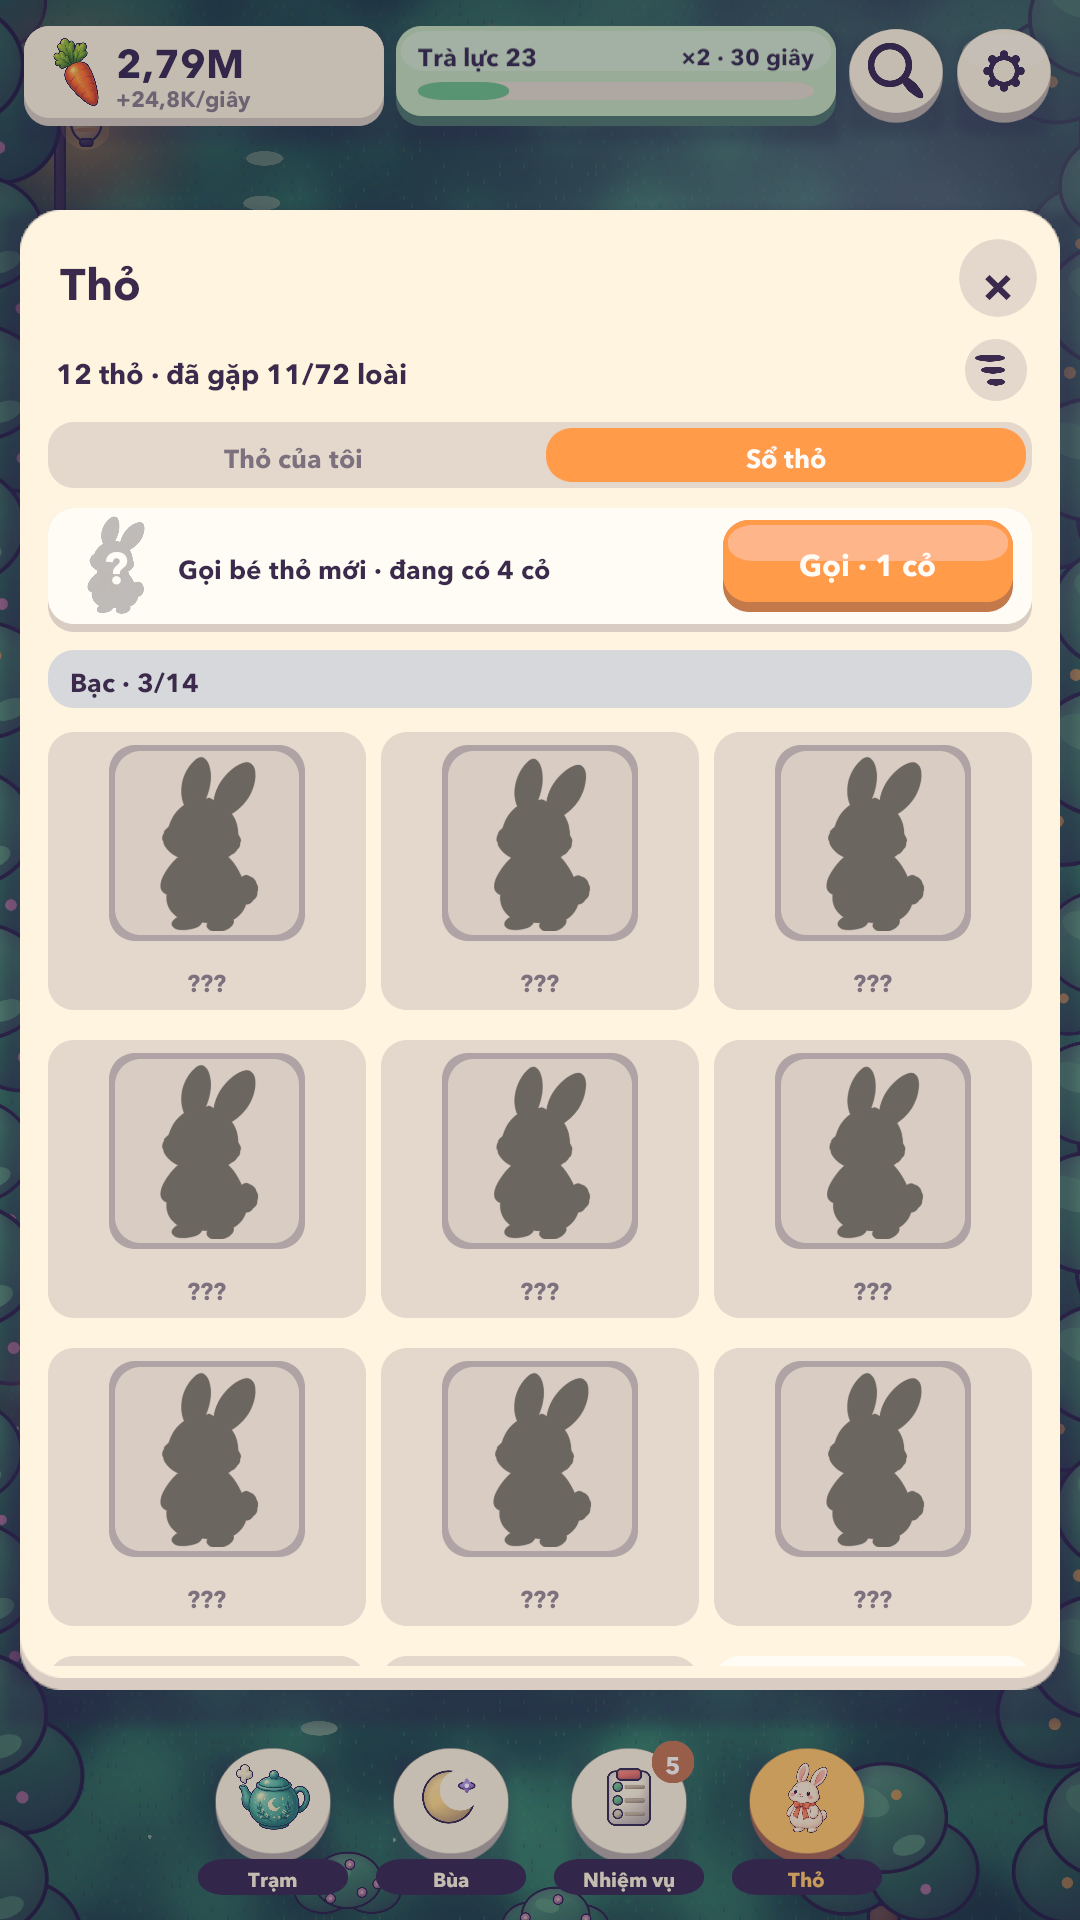 2,79M
+24,8K/giây
Trà lực 23
×2 · 30 giây
Thỏ
12 thỏ · đã gặp 11/72 loài
Thỏ của tôi
Sổ thỏ
?
Gọi bé thỏ mới · đang có 4 cỏ
Gọi · 1 cỏ
Bạc · 3/14
???
???
???
???
???
???
???
???
???
5
Trạm
Bùa
Nhiệm vụ
Thỏ